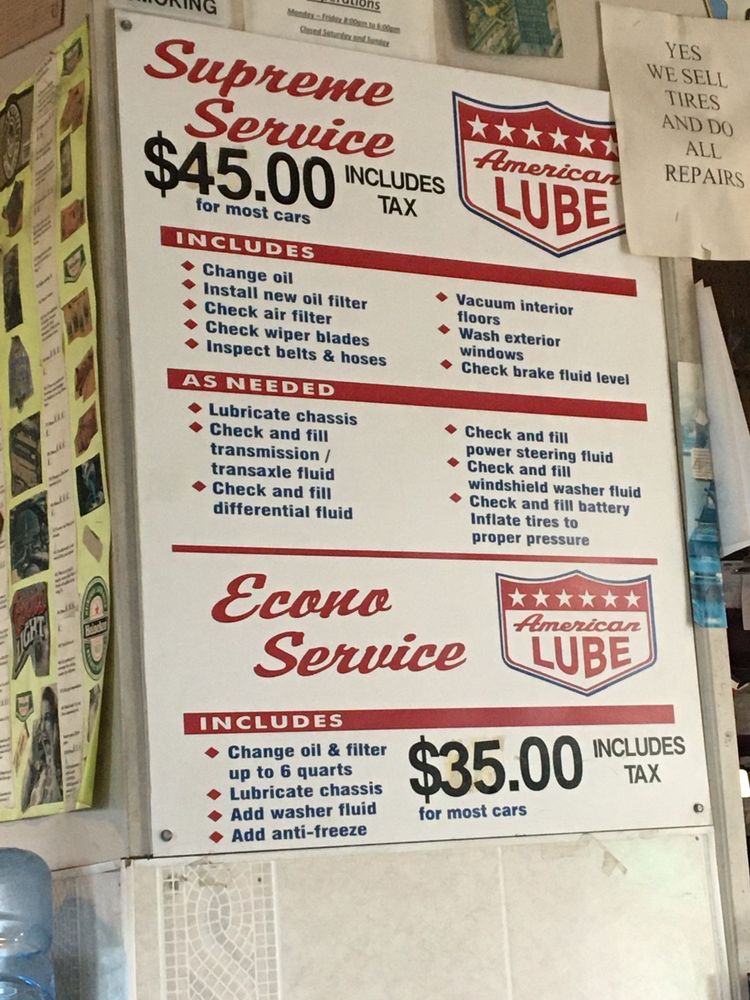 SMOKING
Monday – Friday 8:00am to 6:00pm
Closed Saturday and Sunday
YES
WE SELL
TIRES
AND DO
ALL
REPAIRS
Supreme
Service
$45.00 INCLUDES
TAX
for most cars
American
LUBE
INCLUDES
Change oil
Install new oil filter
Check air filter
Check wiper blades
Inspect belts & hoses
Vacuum interior
floors
Wash exterior
windows
Check brake fluid level
AS NEEDED
Lubricate chassis
Check and fill
transmission /
transaxle fluid
Check and fill
differential fluid
Check and fill
power steering fluid
Check and fill
windshield washer fluid
Check and fill battery
Inflate tires to
proper pressure
Econo
Service
American
LUBE
INCLUDES
Change oil & filter
up to 6 quarts
Lubricate chassis
Add washer fluid
Add anti-freeze
$35.00 INCLUDES
TAX
for most cars
Heineken